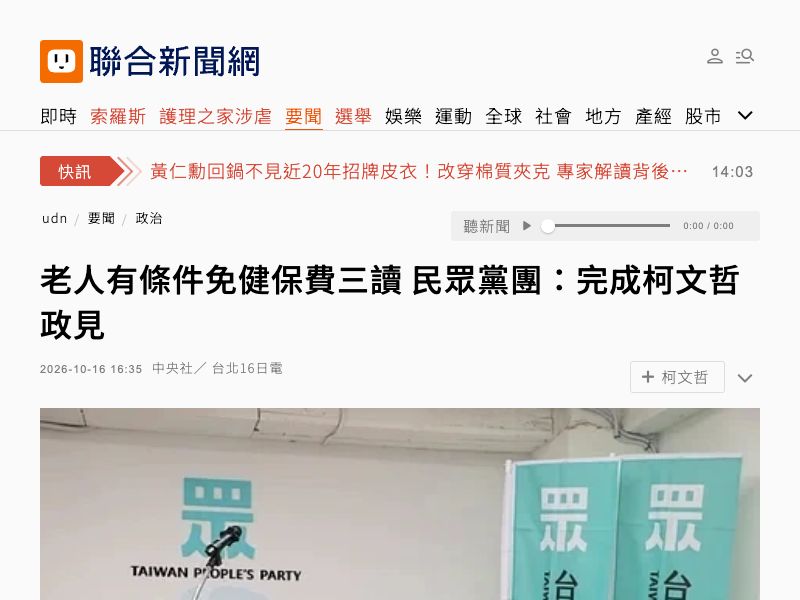 聯合新聞網
即時 索羅斯 護理之家涉虐 要聞 選舉 娛樂 運動 全球 社會 地方 產經 股市
快訊 黃仁勳回鍋不見近20年招牌皮衣！改穿棉質夾克 專家解讀背後… 14:03
udn / 要聞 / 政治
聽新聞 0:00 / 0:00
老人有條件免健保費三讀 民眾黨團：完成柯文哲
政見
2026-10-16 16:35 中央社／ 台北16日電
+ 柯文哲
眾
TAIWAN PEOPLE'S PARTY
眾 眾
台 台